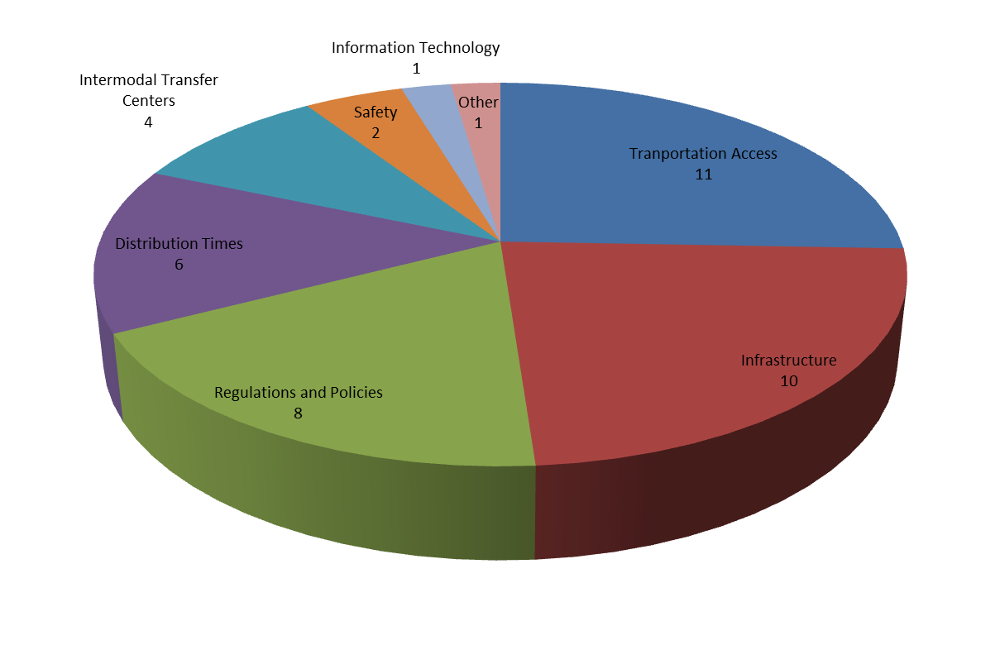 Information Technology
1
Intermodal Transfer
Centers
4
Safety
2
Other
1
Tranportation Access
11
Distribution Times
6
Infrastructure
10
Regulations and Policies
8